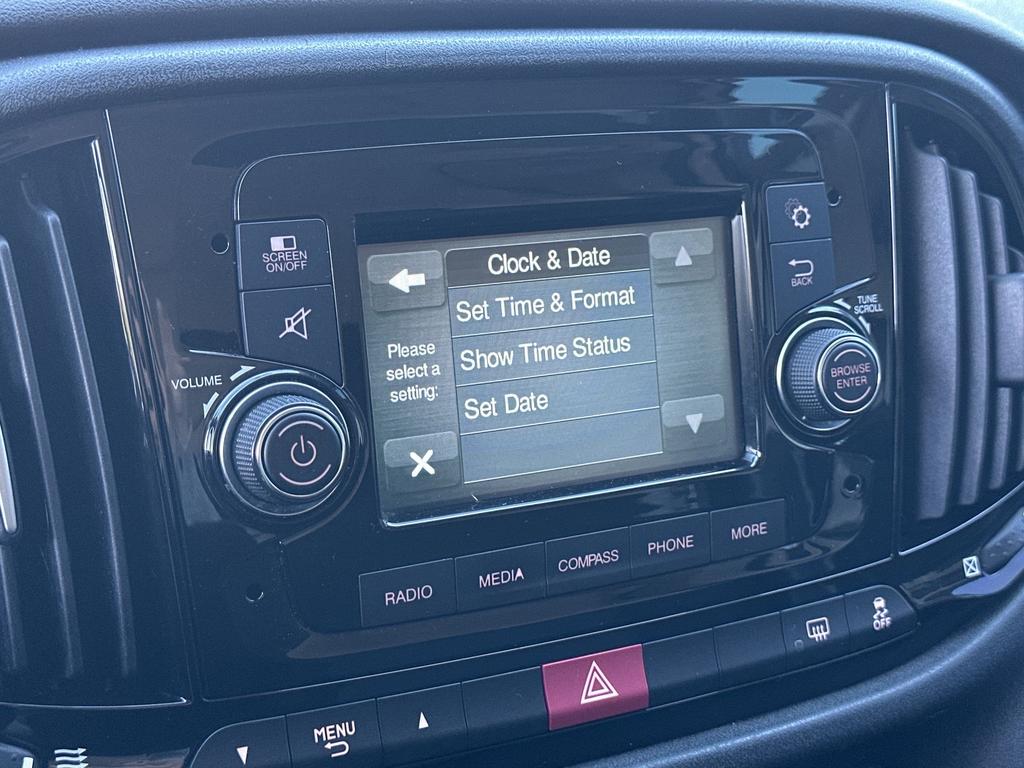 SCREEN
ON/OFF
Clock & Date
Set Time & Format
Show Time Status
Set Date
Please
select a
setting:
BACK
TUNE
SCROLL
VOLUME
BROWSE
ENTER
RADIO
MEDIA
COMPASS
PHONE
MORE
OFF
MENU